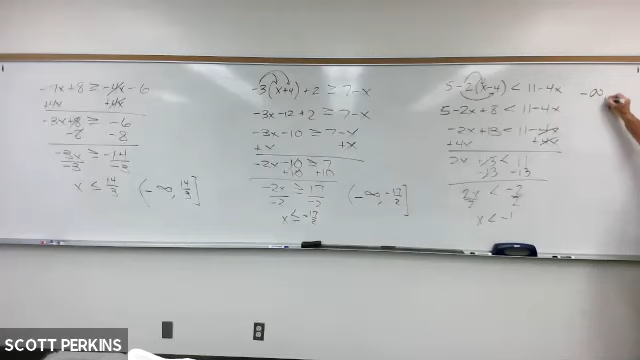 -7x+8 ≥ -4x-6
+4x +4x
-3x+8 ≥ -6
-8 -8
-3x ≥ -14
-3 -3
x ≤ 14/3
(-∞, 14/3]
-3(x+4)+2 ≥ 7-x
-3x-12+2 ≥ 7-x
-3x-10 ≥ 7-x
+x +x
-2x-10 ≥ 7
+10 +10
-2x ≥ 17
-2 -2
x ≤ -17/2
(-∞, -17/2]
5-2(x-4) < 11-4x
5-2x+8 < 11-4x
-2x+13 < 11-4x
+4x +4x
2x+13 < 11
-13 -13
2x < -2
2 2
x < -1
-∞
SCOTT PERKINS